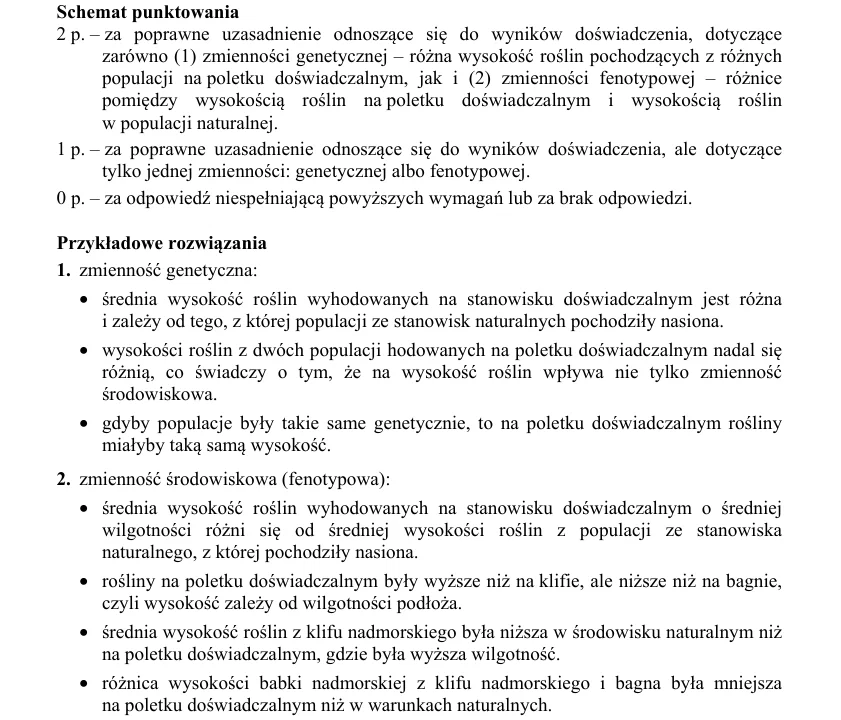 Schemat punktowania
2 p. – za poprawne uzasadnienie odnoszące się do wyników doświadczenia, dotyczące
zarówno (1) zmienności genetycznej – różna wysokość roślin pochodzących z różnych
populacji na poletku doświadczalnym, jak i (2) zmienności fenotypowej – różnice
pomiędzy wysokością roślin na poletku doświadczalnym i wysokością roślin
w populacji naturalnej.
1 p. – za poprawne uzasadnienie odnoszące się do wyników doświadczenia, ale dotyczące
tylko jednej zmienności: genetycznej albo fenotypowej.
0 p. – za odpowiedź niespełniającą powyższych wymagań lub za brak odpowiedzi.
Przykładowe rozwiązania
1. zmienność genetyczna:
• średnia wysokość roślin wyhodowanych na stanowisku doświadczalnym jest różna
i zależy od tego, z której populacji ze stanowisk naturalnych pochodziły nasiona.
• wysokości roślin z dwóch populacji hodowanych na poletku doświadczalnym nadal się
różnią, co świadczy o tym, że na wysokość roślin wpływa nie tylko zmienność
środowiskowa.
• gdyby populacje były takie same genetycznie, to na poletku doświadczalnym rośliny
miałyby taką samą wysokość.
2. zmienność środowiskowa (fenotypowa):
• średnia wysokość roślin wyhodowanych na stanowisku doświadczalnym o średniej
wilgotności różni się od średniej wysokości roślin z populacji ze stanowiska
naturalnego, z której pochodziły nasiona.
• rośliny na poletku doświadczalnym były wyższe niż na klifie, ale niższe niż na bagnie,
czyli wysokość zależy od wilgotności podłoża.
• średnia wysokość roślin z klifu nadmorskiego była niższa w środowisku naturalnym niż
na poletku doświadczalnym, gdzie była wyższa wilgotność.
• różnica wysokości babki nadmorskiej z klifu nadmorskiego i bagna była mniejsza
na poletku doświadczalnym niż w warunkach naturalnych.